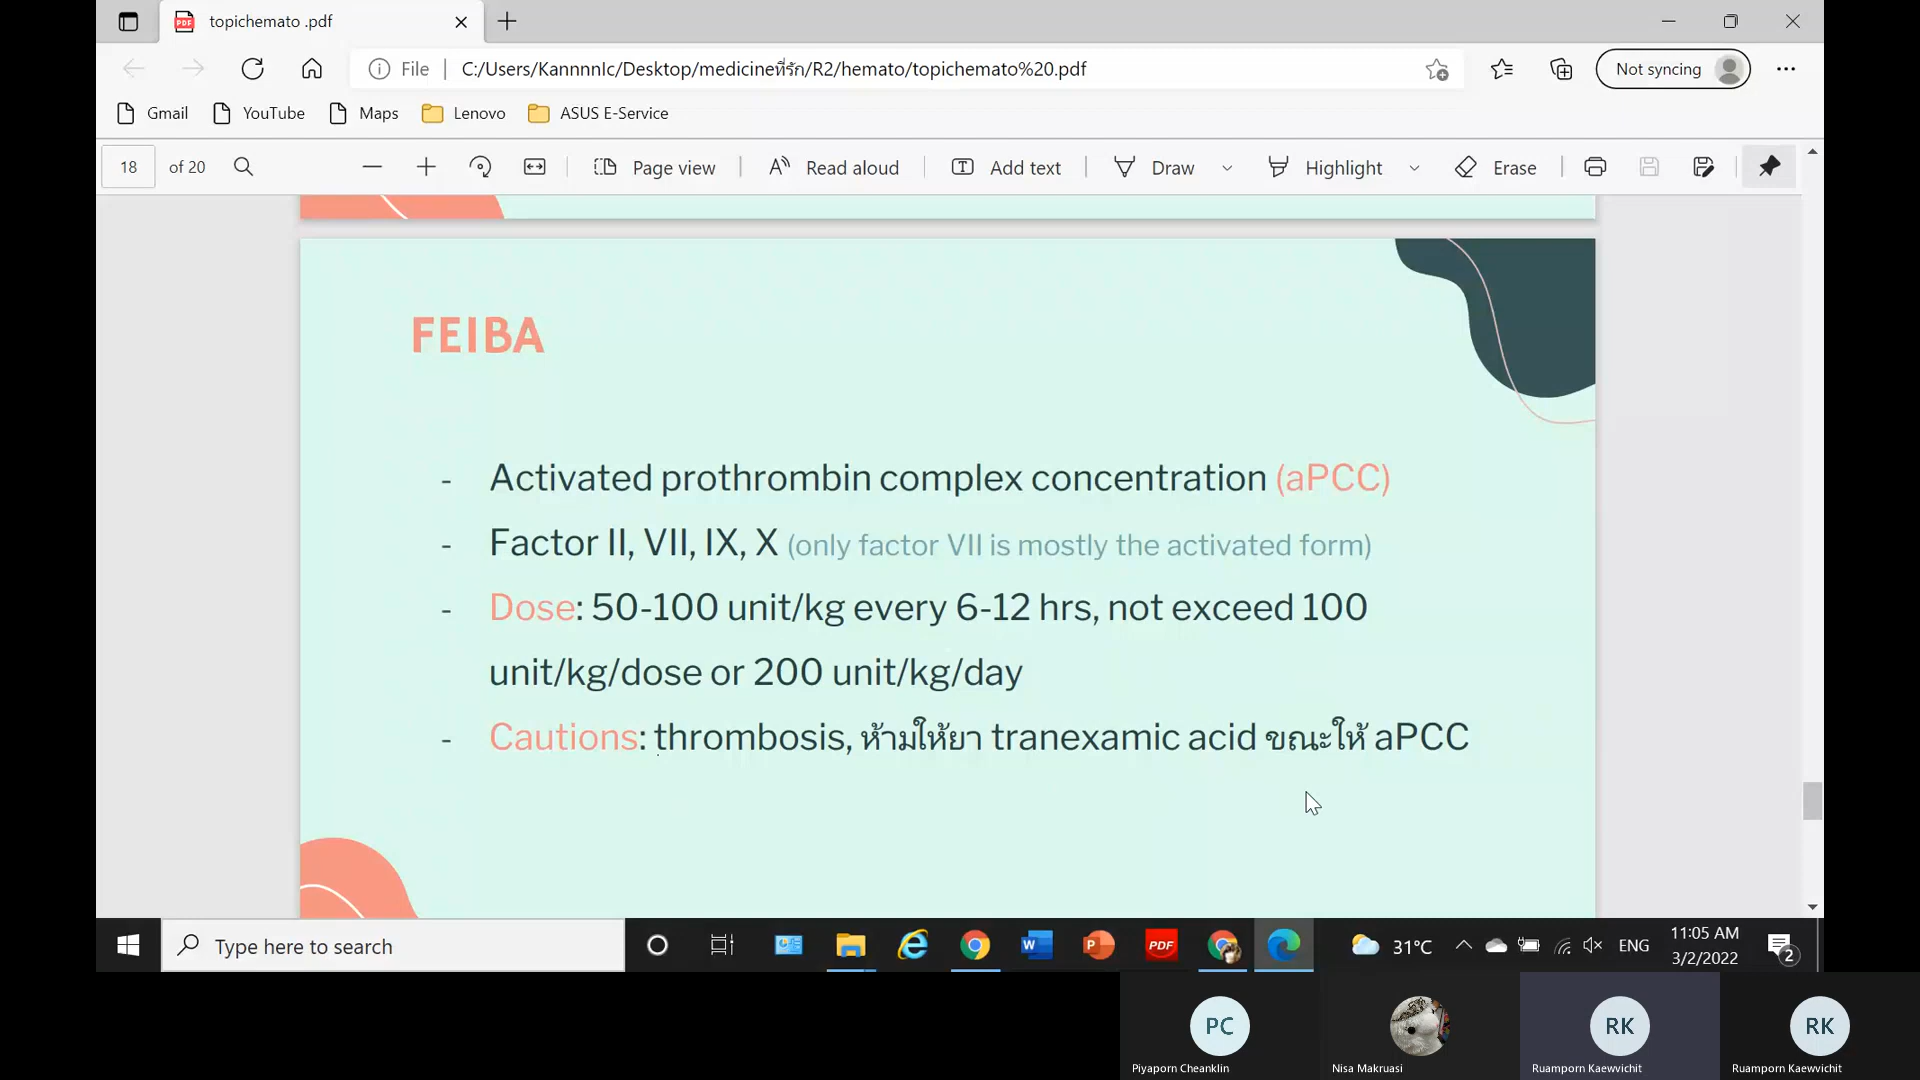 topichemato .pdf
File C:/Users/KannnnIc/Desktop/medicineที่รัก/R2/hemato/topichemato%20.pdf Not syncing
Gmail YouTube Maps Lenovo ASUS E-Service
18 of 20 Page view Read aloud Add text Draw Highlight Erase
FEIBA
- Activated prothrombin complex concentration (aPCC)
- Factor II, VII, IX, X (only factor VII is mostly the activated form)
- Dose: 50-100 unit/kg every 6-12 hrs, not exceed 100
unit/kg/dose or 200 unit/kg/day
- Cautions: thrombosis, ห้ามให้ยา tranexamic acid ขณะให้ aPCC
Type here to search
PDF
31°C
ENG
11:05 AM
3/2/2022
2
PC
RK
RK
Piyaporn Cheanklin
Nisa Makruasi
Ruamporn Kaewvichit
Ruamporn Kaewvichit